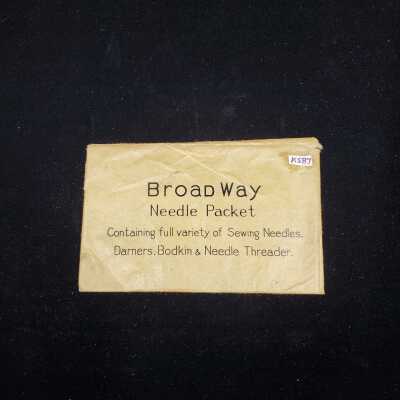 K587
BROADWAY
Needle Packet
Containing full variety of Sewing Needles,
Darners, Bodkin & Needle Threader.